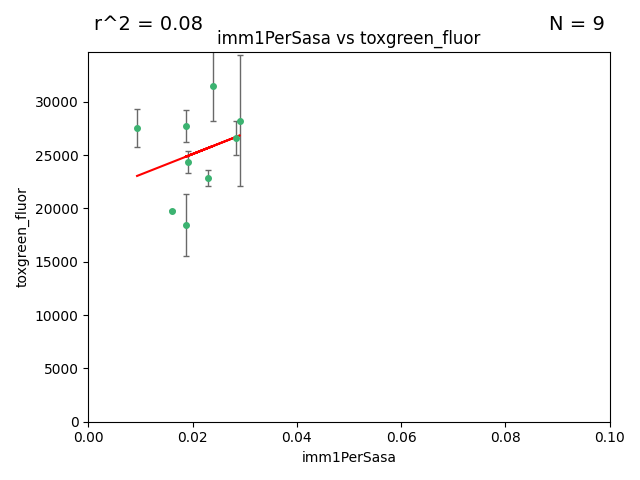 r^2 = 0.08
N = 9
imm1PerSasa vs toxgreen_fluor
30000
25000
20000
15000
10000
5000
0
toxgreen_fluor
0.00
0.02
0.04
0.06
0.08
0.10
imm1PerSasa